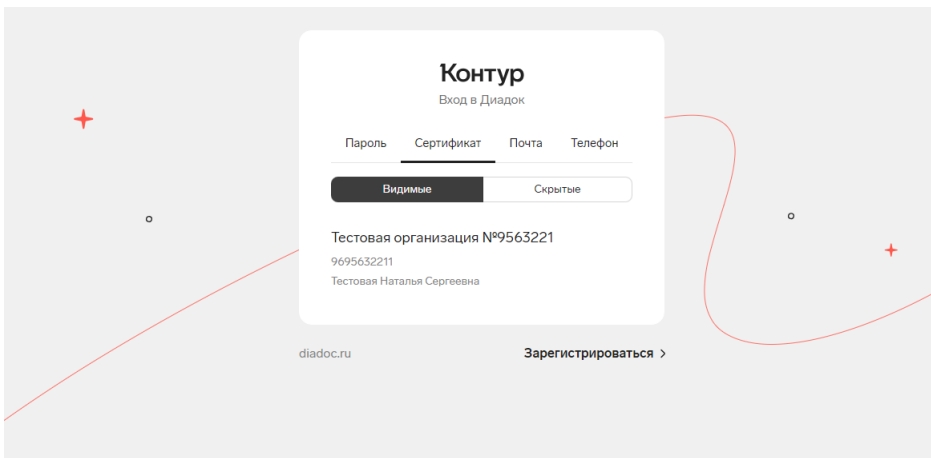 Контур
Вход в Диадок
Пароль Сертификат Почта Телефон
Видимые Скрытые
Тестовая организация №9563221
9695632211
Тестовая Наталья Сергеевна
diadoc.ru Зарегистрироваться >